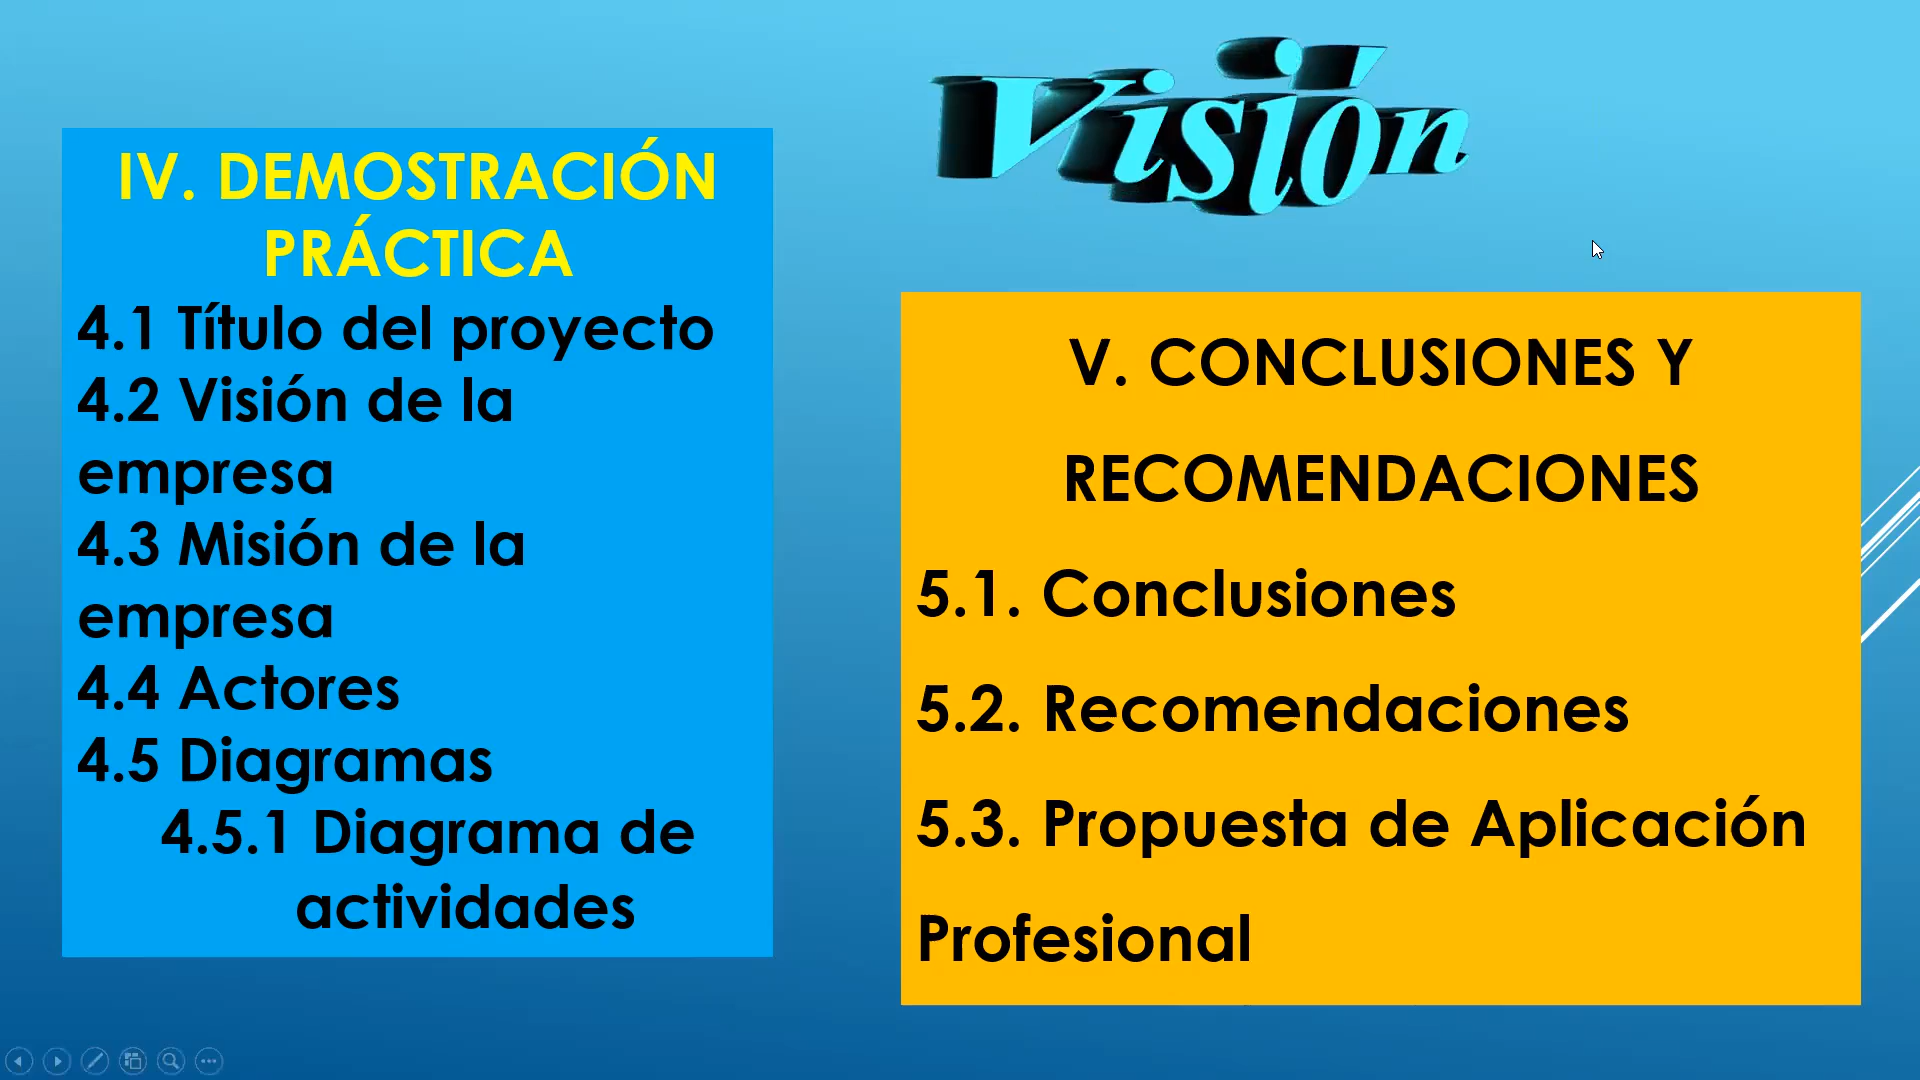 Visión
IV. DEMOSTRACIÓN
PRÁCTICA
4.1 Título del proyecto
4.2 Visión de la
empresa
4.3 Misión de la
empresa
4.4 Actores
4.5 Diagramas
4.5.1 Diagrama de
actividades
V. CONCLUSIONES Y
RECOMENDACIONES
5.1. Conclusiones
5.2. Recomendaciones
5.3. Propuesta de Aplicación
Profesional